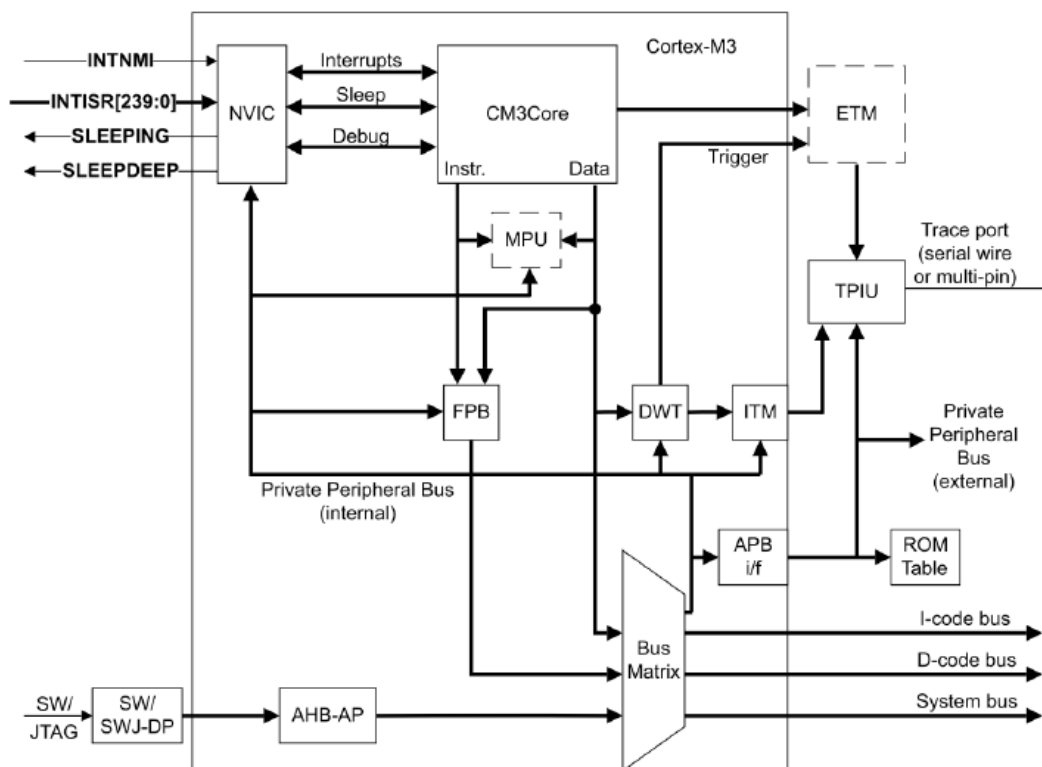 Cortex-M3
INTNMI
INTISR[239:0]
SLEEPING
SLEEPDEEP
NVIC
Interrupts
Sleep
Debug
CM3Core
Instr.
Data
ETM
Trigger
MPU
Trace port
(serial wire
or multi-pin)
TPIU
FPB
DWT
ITM
Private
Peripheral
Bus
(external)
Private Peripheral Bus
(internal)
APB
i/f
ROM
Table
I-code bus
Bus
Matrix
D-code bus
System bus
SW/
JTAG
SW/
SWJ-DP
AHB-AP